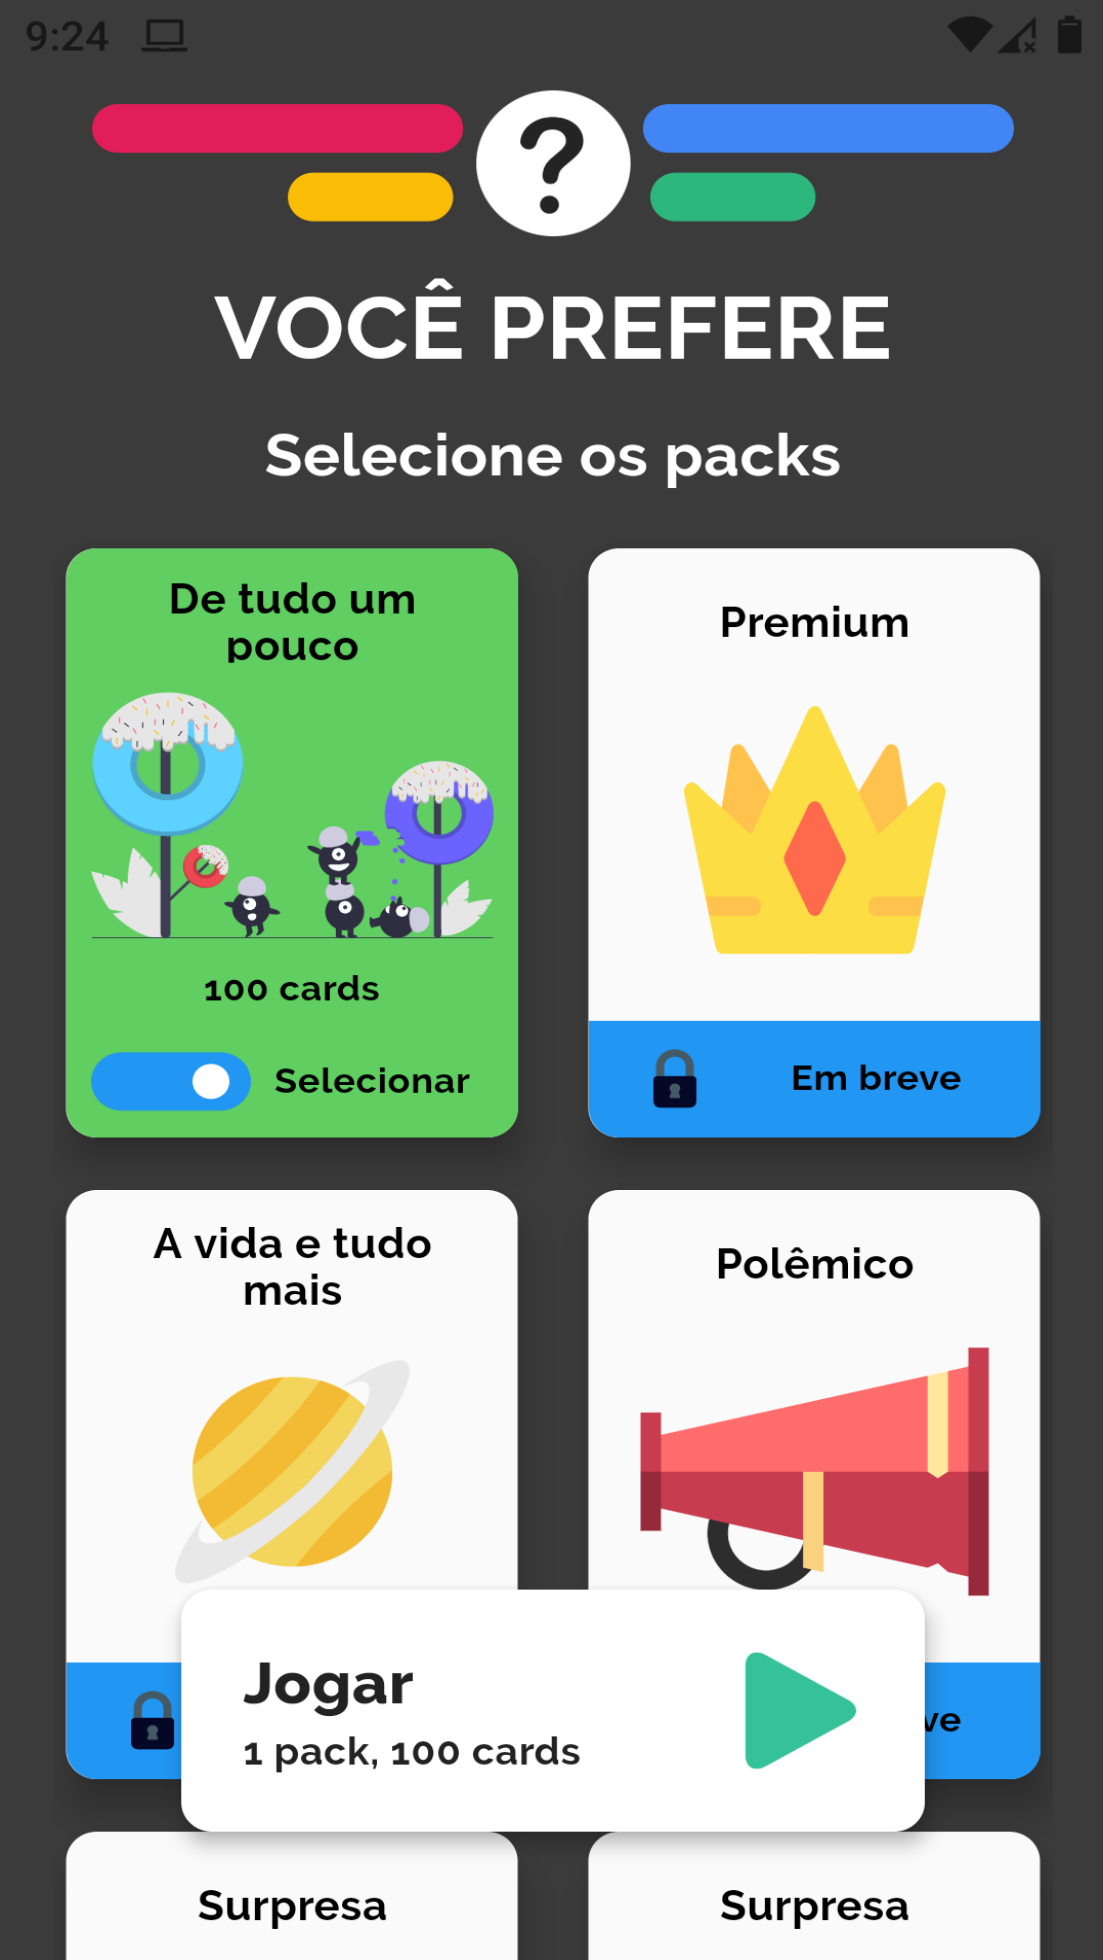 9:24
VOCÊ PREFERE
Selecione os packs
De tudo um
pouco
100 cards
Selecionar
Premium
Em breve
A vida e tudo
mais
Polêmico
ve
Jogar
1 pack, 100 cards
Surpresa
Surpresa